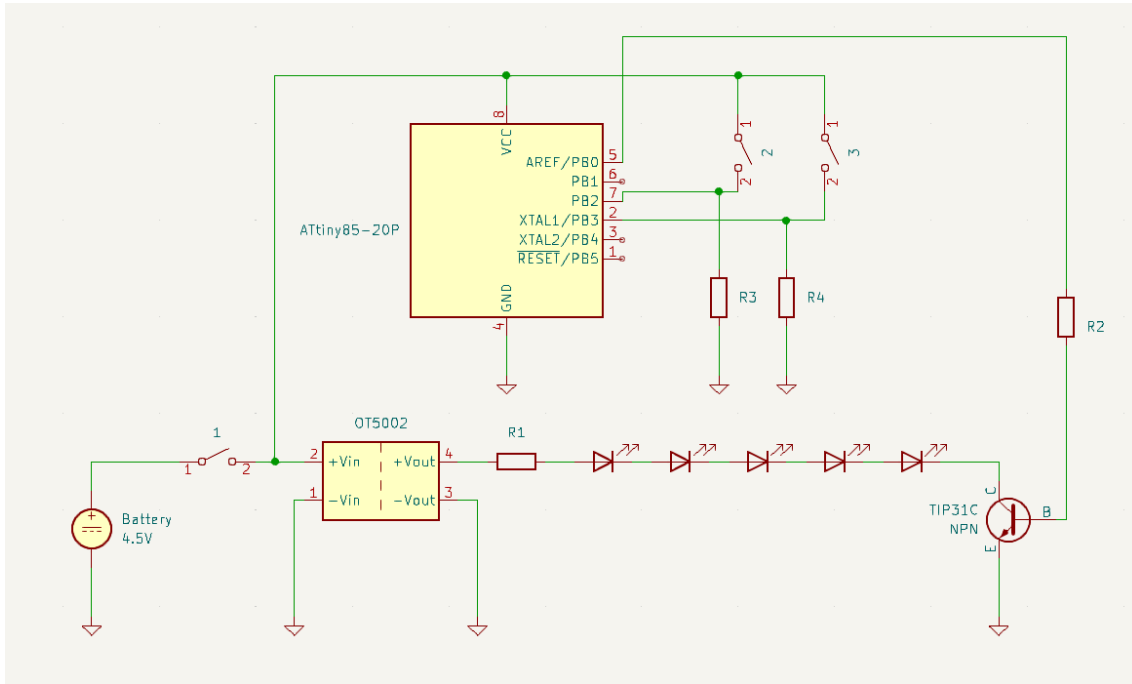 8
VCC
AREF/PB0 5
PB1 6
PB2 7
XTAL1/PB3 2
XTAL2/PB4 3
RESET/PB5 1
ATtiny85-20P
GND
4
1
2
2
1
2
3
R3
R4
R2
OT5002
1
1 2
2 +Vin
1 -Vin
+Vout 4
-Vout 3
R1
Battery
4.5V
TIP31C
NPN
C
B
E